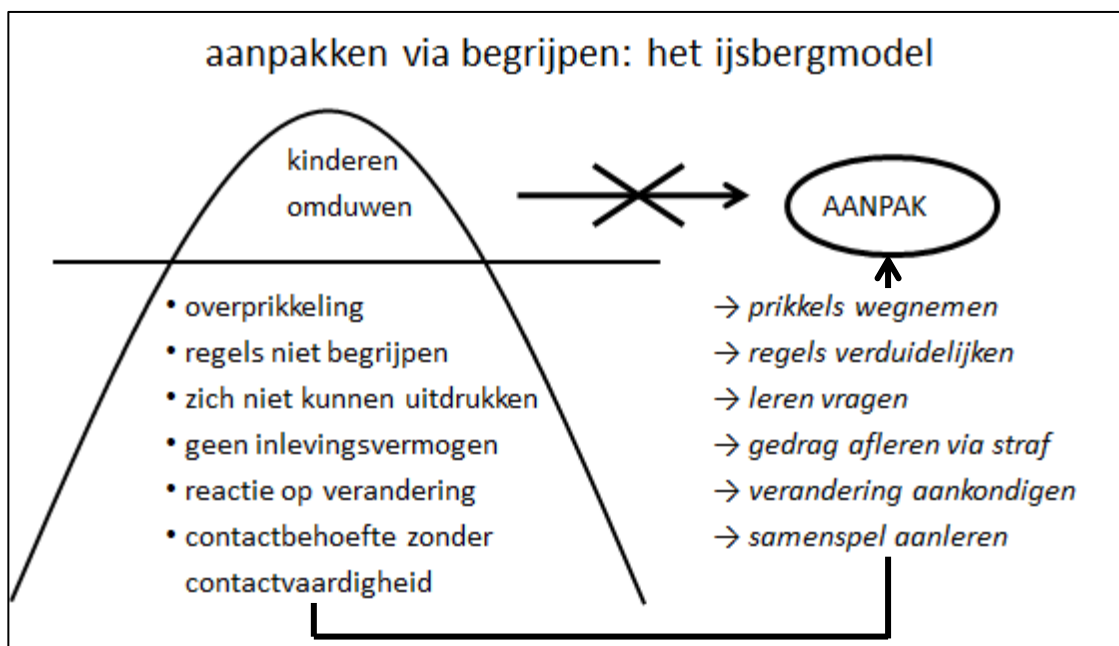 aanpakken via begrijpen: het ijsbergmodel
kinderen
omduwen
AANPAK
• overprikkeling
• regels niet begrijpen
• zich niet kunnen uitdrukken
• geen inlevingsvermogen
• reactie op verandering
• contactbehoefte zonder
contactvaardigheid
→ prikkels wegnemen
→ regels verduidelijken
→ leren vragen
→ gedrag afleren via straf
→ verandering aankondigen
→ samenspel aanleren